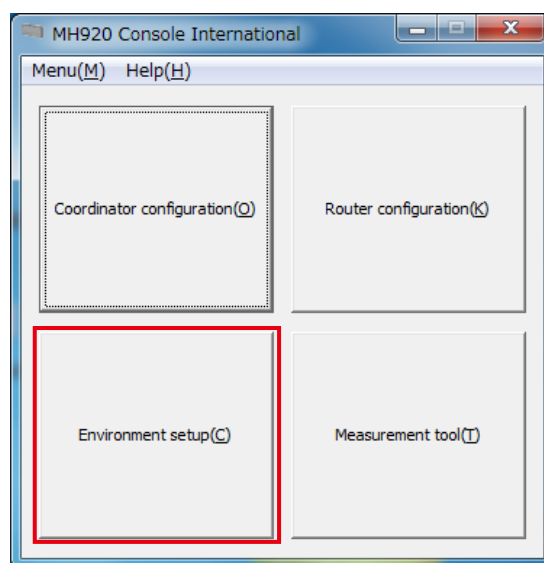 MH920 Console International
Menu(M) Help(H)
Coordinator configuration(O)
Router configuration(K)
Environment setup(C)
Measurement tool(T)